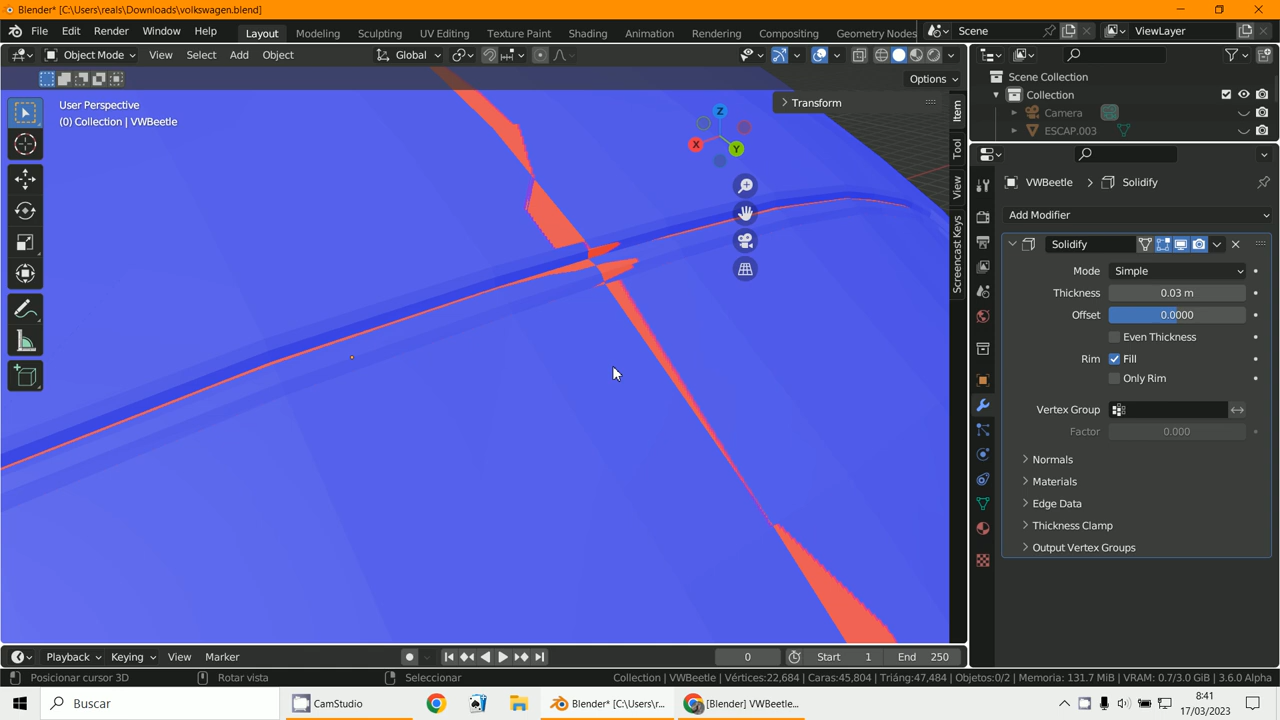 Blender* [C:\Users\reals\Downloads\volkswagen.blend]
File Edit Render Window Help Layout Modeling Sculpting UV Editing Texture Paint Shading Animation Rendering Compositing Geometry Nodes Scene ViewLayer
Object Mode View Select Add Object Global
Options
User Perspective
(0) Collection | VWBeetle
Transform
Z
X
Y
Item
Tool
View
Screencast Keys
Scene Collection
Collection
Camera
ESCAP.003
VWBeetle > Solidify
Add Modifier
Solidify
Mode Simple
Thickness 0.03 m
Offset 0.0000
Even Thickness
Rim Fill
Only Rim
Vertex Group
Factor 0.000
Normals
Materials
Edge Data
Thickness Clamp
Output Vertex Groups
Playback Keying View Marker 0 Start 1 End 250
Posicionar cursor 3D Rotar vista Seleccionar Collection | VWBeetle | Vértices:22,684 | Caras:45,804 | Triáng:47,484 | Objetos:0/2 | Memoria: 131.7 MiB | VRAM: 0.7/3.0 GiB | 3.6.0 Alpha
Buscar CamStudio Blender* [C:\Users\r... [Blender] VWBeetle... 8:41
17/03/2023